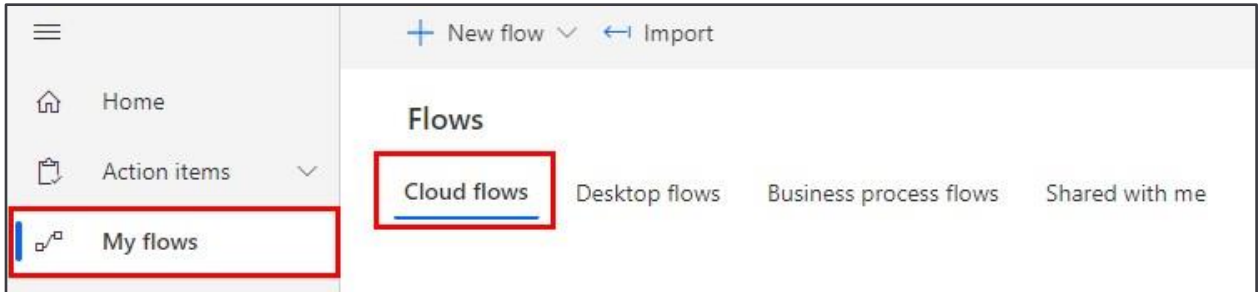 New flow Import
Home
Action items
My flows
Flows
Cloud flows Desktop flows Business process flows Shared with me